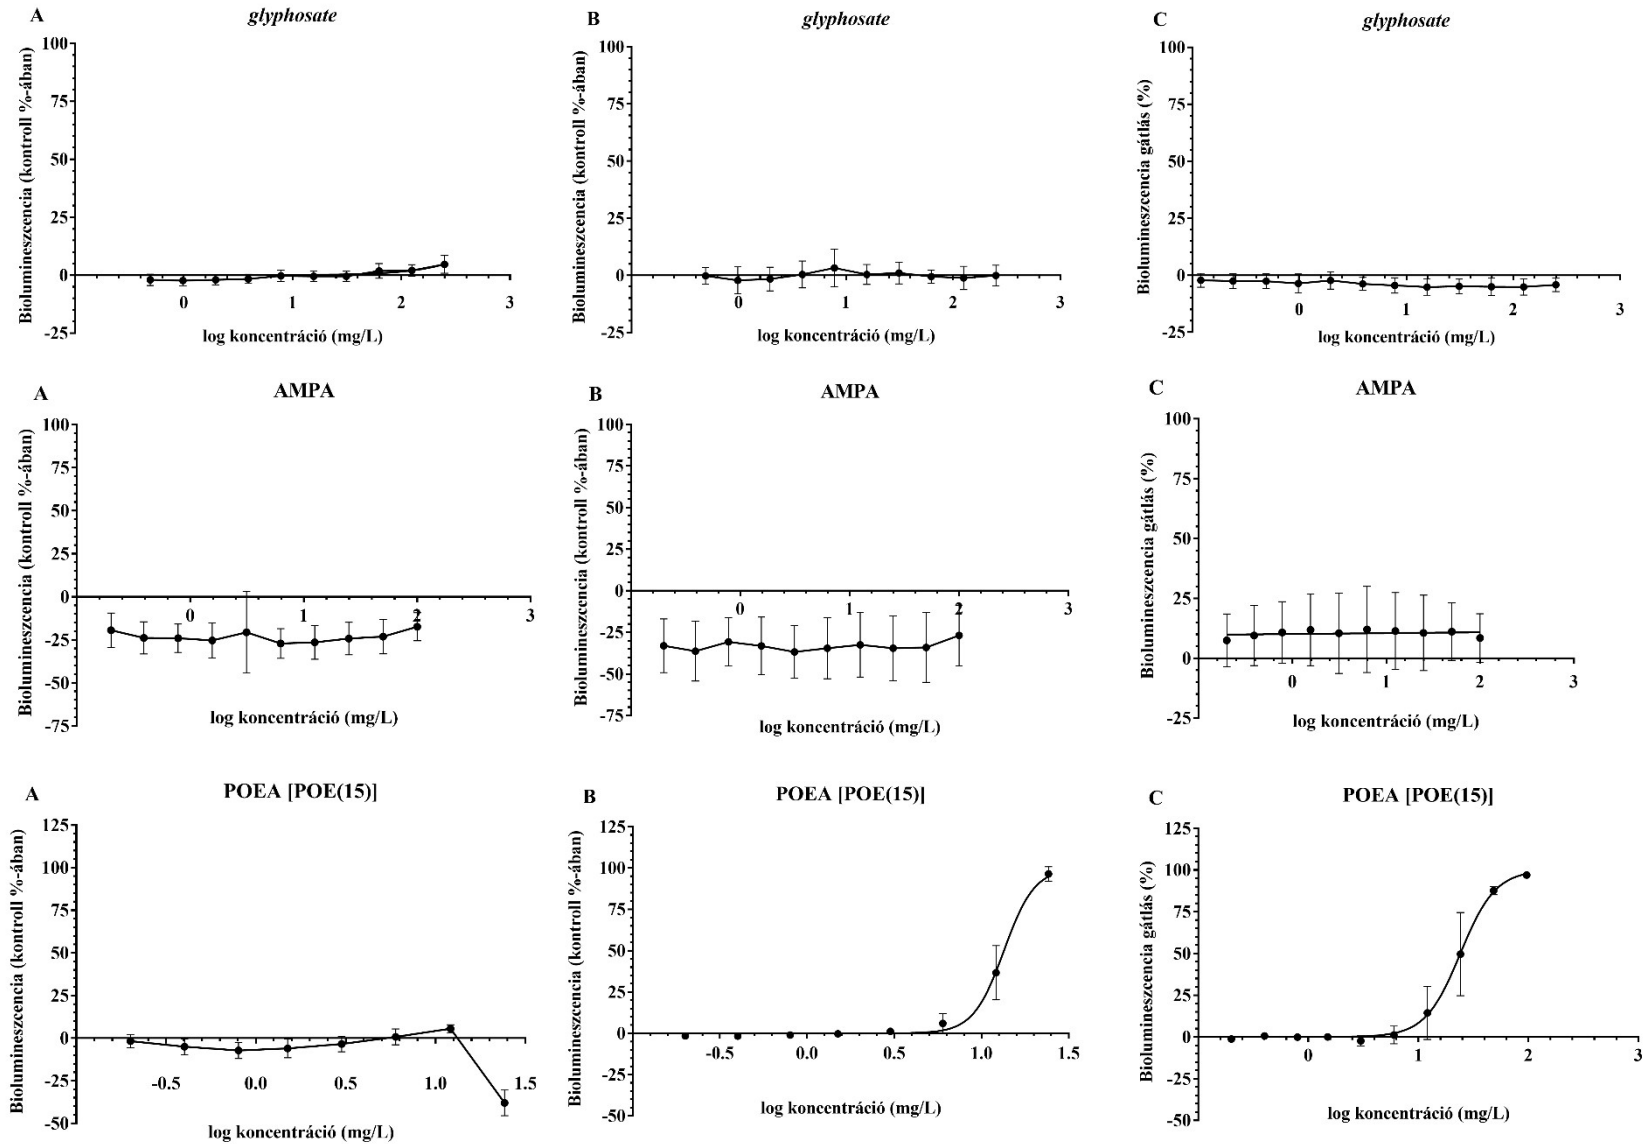 A
glyphosate
Biolumineszcencia (kontroll %-ában)
100
75
50
25
0
-25
0
1
2
3
log koncentráció (mg/L)
B
glyphosate
Biolumineszcencia (kontroll %-ában)
100
75
50
25
0
-25
0
1
2
3
log koncentráció (mg/L)
C
glyphosate
Biolumineszcencia gátlás (%)
100
75
50
25
0
-25
0
1
2
3
log koncentráció (mg/L)
A
AMPA
Biolumineszcencia (kontroll %-ában)
100
75
50
25
0
-25
-50
-75
0
1
2
3
log koncentráció (mg/L)
B
AMPA
Biolumineszcencia (kontroll %-ában)
100
75
50
25
0
-25
-50
-75
0
1
2
3
log koncentráció (mg/L)
C
AMPA
Biolumineszcencia gátlás (%)
100
75
50
25
0
-25
0
1
2
3
log koncentráció (mg/L)
A
POEA [POE(15)]
Biolumineszcencia (kontroll %-ában)
125
100
75
50
25
0
-25
-50
-0.5
0.0
0.5
1.0
1.5
log koncentráció (mg/L)
B
POEA [POE(15)]
Biolumineszcencia (kontroll %-ában)
125
100
75
50
25
0
-25
-50
-0.5
0.0
0.5
1.0
1.5
log koncentráció (mg/L)
C
POEA [POE(15)]
Biolumineszcencia gátlás (%)
125
100
75
50
25
0
-25
-50
0
1
2
3
log koncentráció (mg/L)